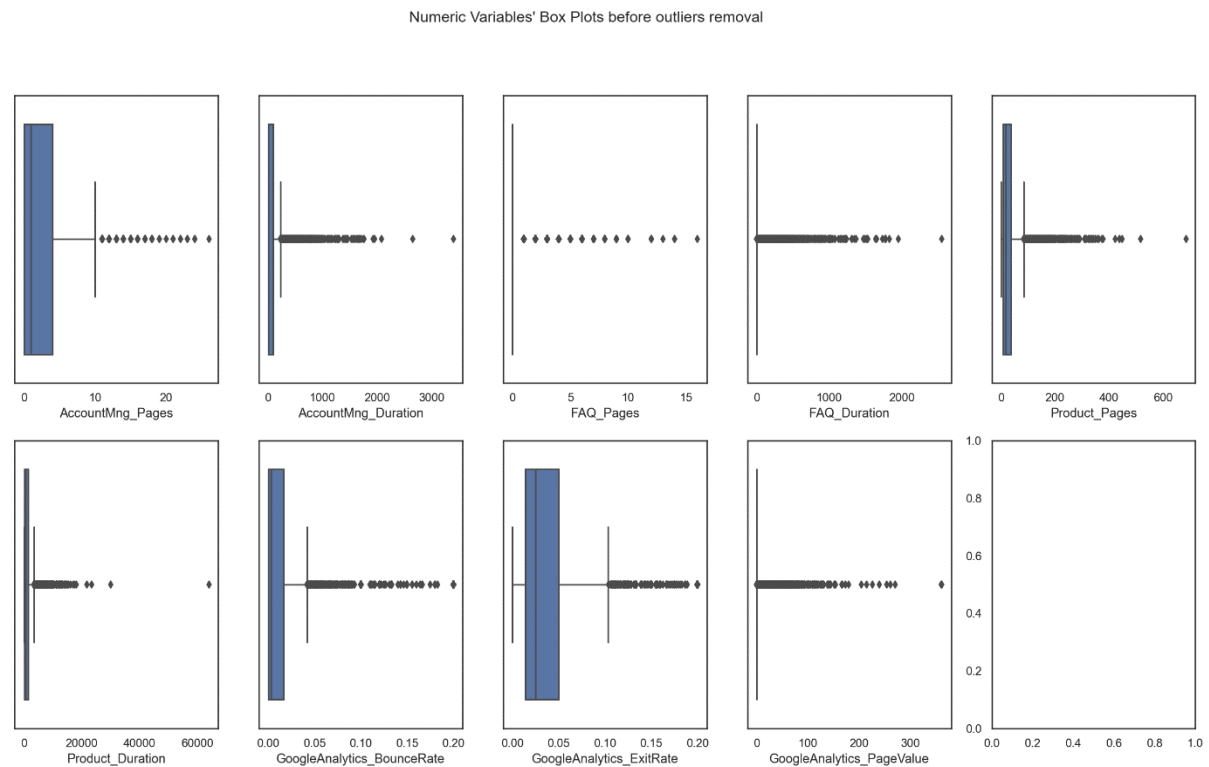 Numeric Variables' Box Plots before outliers removal
0 10 20
AccountMng_Pages
0 1000 2000 3000
AccountMng_Duration
0 5 10 15
FAQ_Pages
0 1000 2000
FAQ_Duration
0 200 400 600
Product_Pages
0 20000 40000 60000
Product_Duration
0.00 0.05 0.10 0.15 0.20
GoogleAnalytics_BounceRate
0.00 0.05 0.10 0.15 0.20
GoogleAnalytics_ExitRate
0 100 200 300
GoogleAnalytics_PageValue
1.0
0.8
0.6
0.4
0.2
0.0
0.0 0.2 0.4 0.6 0.8 1.0